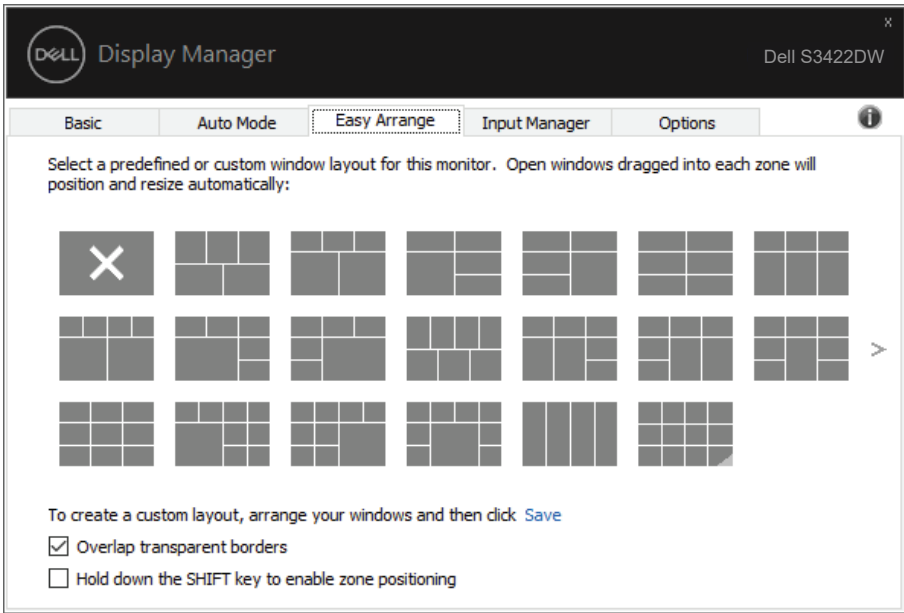 X
DELL Display Manager
Dell S3422DW
Basic Auto Mode Easy Arrange Input Manager Options
Select a predefined or custom window layout for this monitor. Open windows dragged into each zone will
position and resize automatically:
>
To create a custom layout, arrange your windows and then click Save
Overlap transparent borders
Hold down the SHIFT key to enable zone positioning